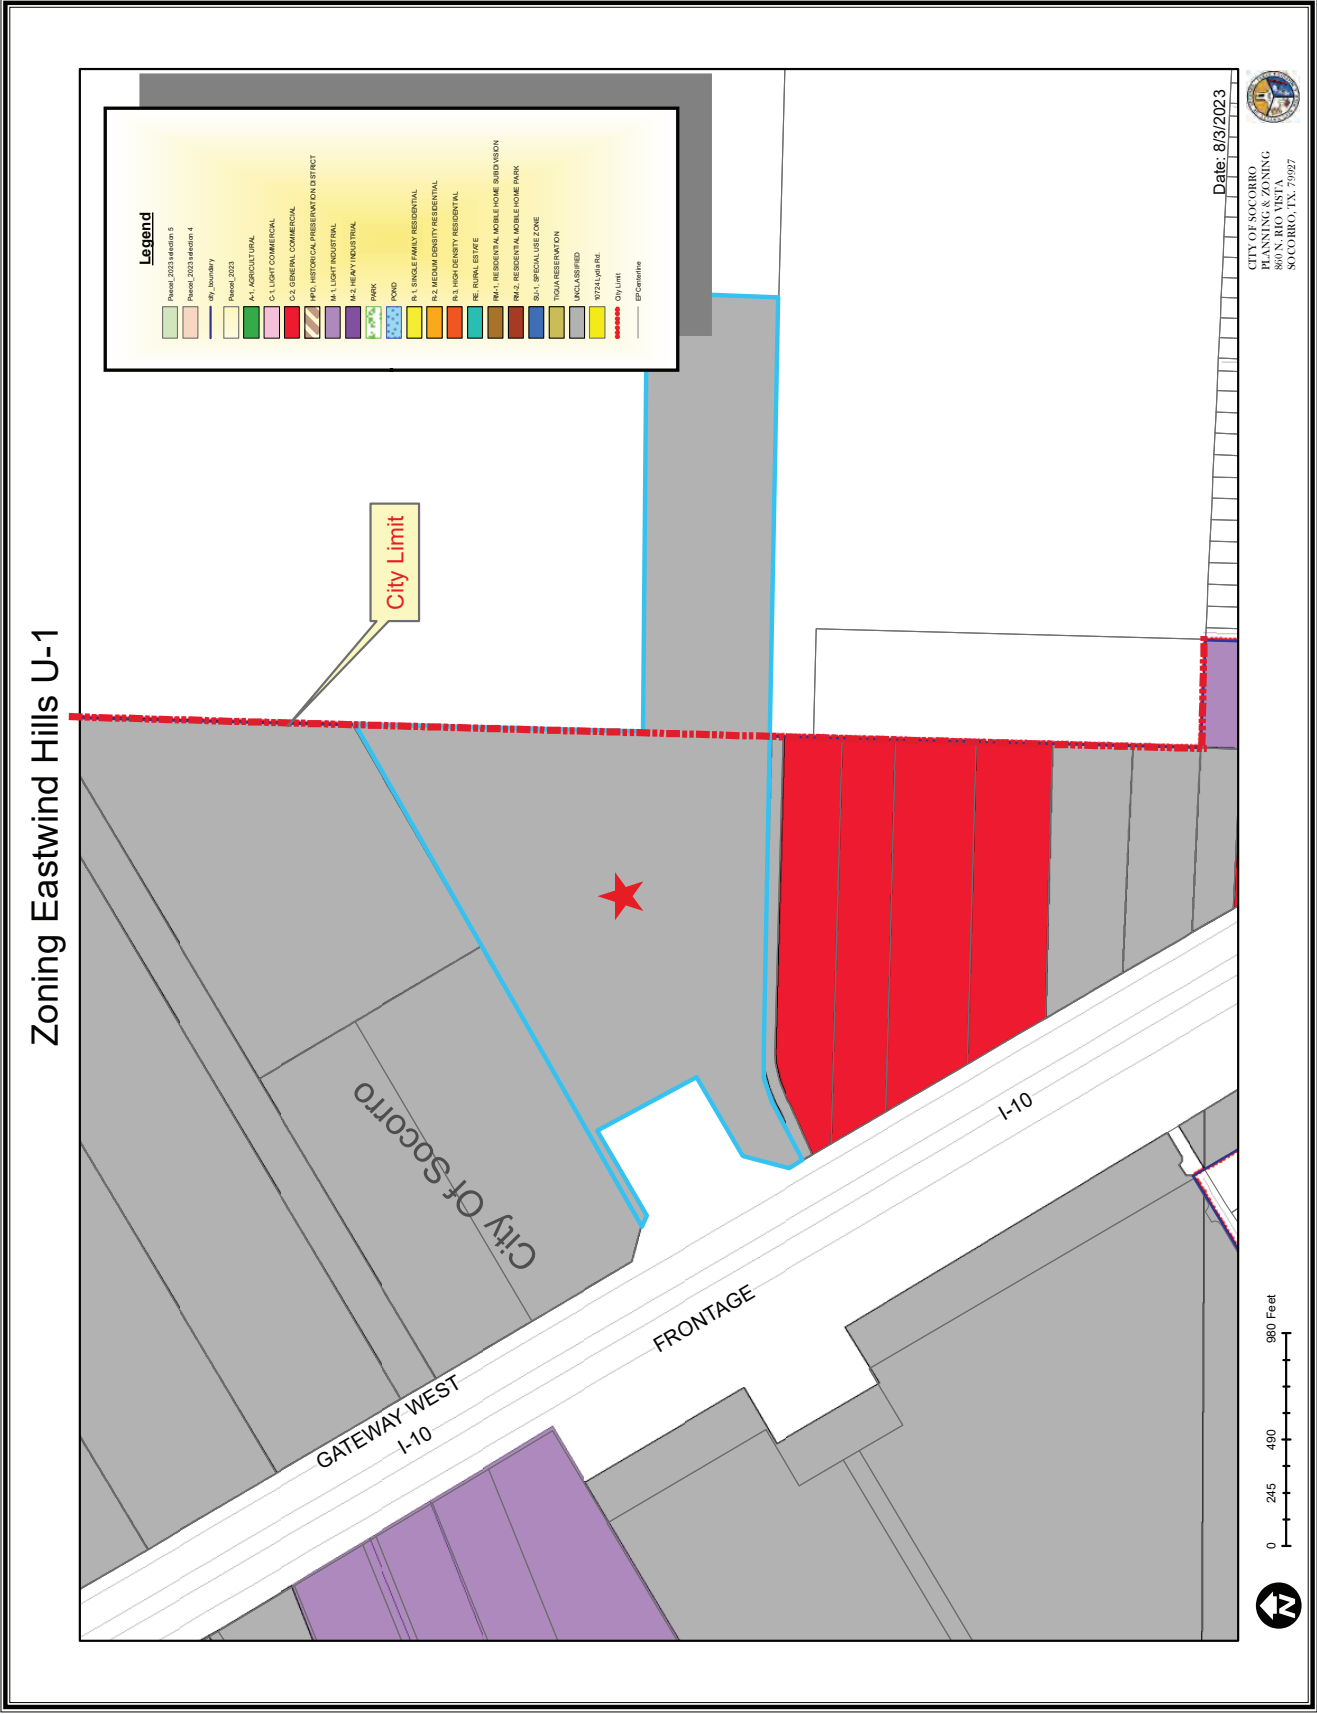 Zoning Eastwind Hills U-1
Legend
Paecel_2023 selection 5
Paecel_2023 selection 4
city_boundary
Paecel_2023
A-1, AGRICULTURAL
C-1, LIGHT COMMERCIAL
C-2, GENERAL COMMERCIAL
HPD, HISTORICAL PRESERVATION DISTRICT
M-1, LIGHT INDUSTRIAL
M-2, HEAVY INDUSTRIAL
PARK
POND
R-1, SINGLE FAMILY RESIDENTIAL
R-2, MEDIUM DENSITY RESIDENTIAL
R-3, HIGH DENSITY RESIDENTIAL
RE, RURAL ESTATE
RM-1, RESIDENTIAL MOBILE HOME SUBDIVISION
RM-2, RESIDENTIAL MOBILE HOME PARK
SU-1, SPECIAL USE ZONE
TIGUA RESERVATION
UNCLASSIFIED
10724 Lydia Rd.
City Limit
EPCenterline
City Limit
City Of Socorro
GATEWAY WEST
I-10
FRONTAGE
I-10
Date: 8/3/2023
CITY OF SOCORRO
PLANNING & ZONING
860 N. RIO VISTA
SOCORRO, TX. 79927
0 245 490 980 Feet
N